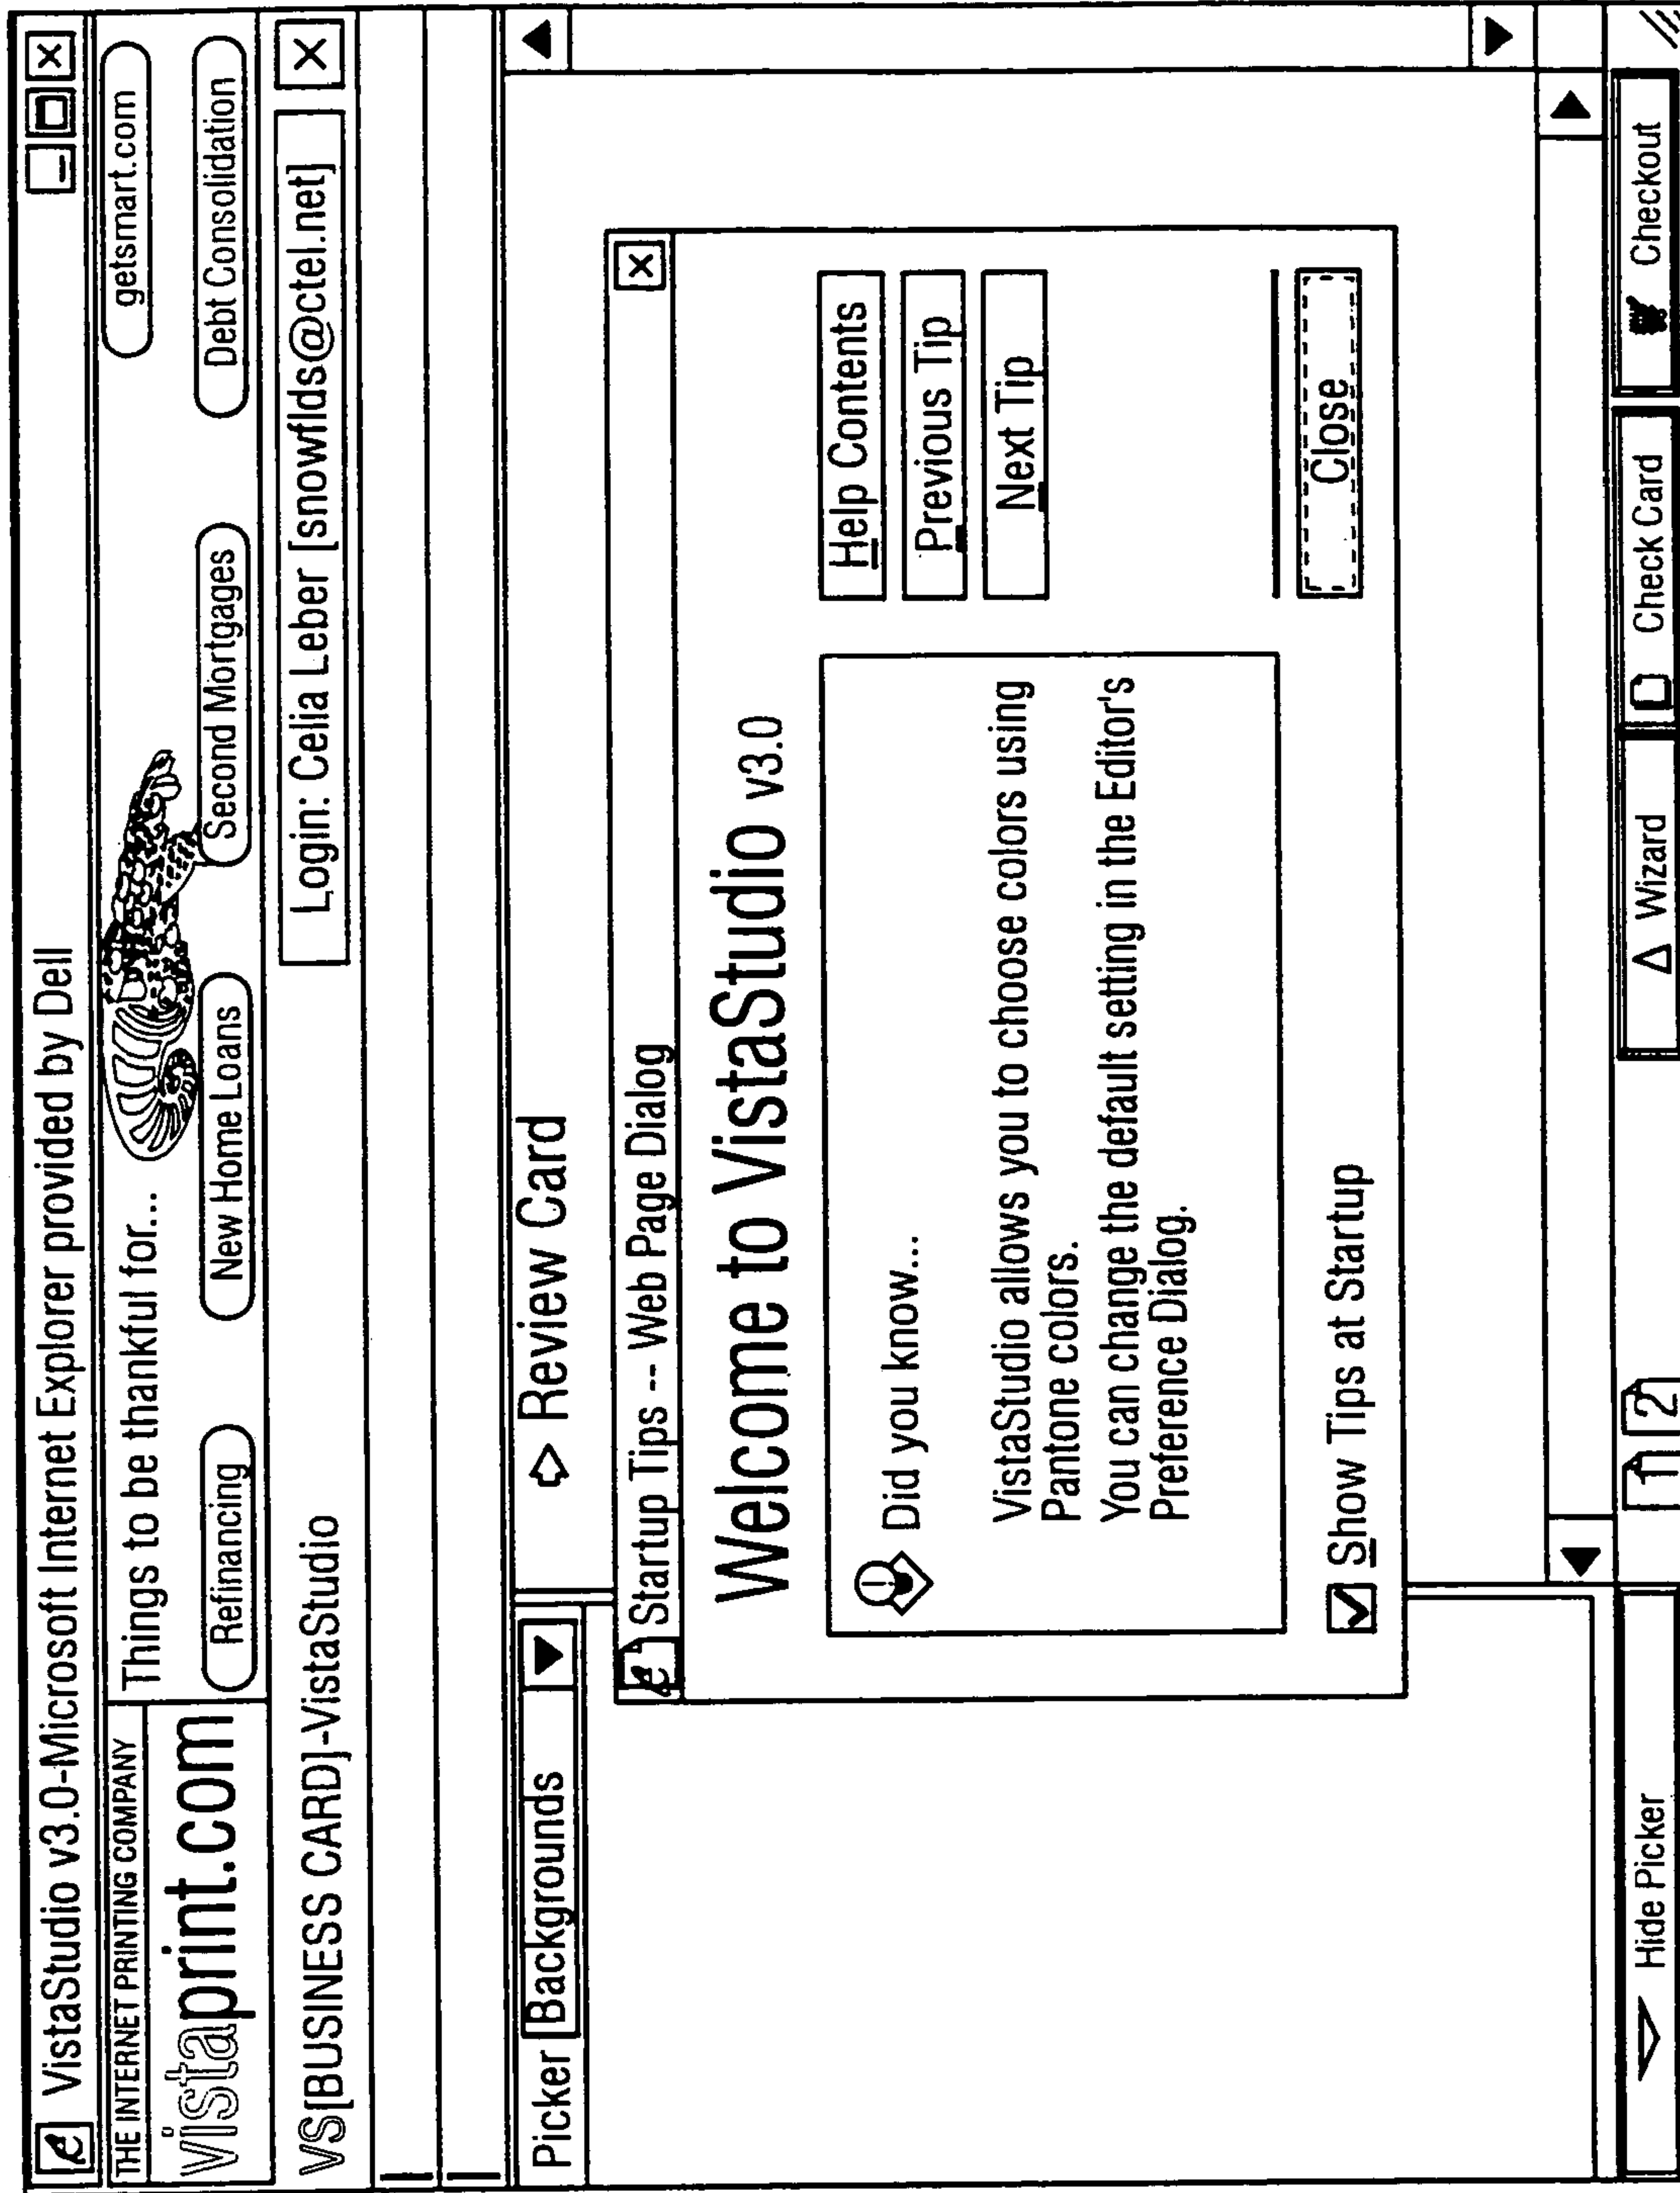 VistaStudio v3.0-Microsoft Internet Explorer provided by Dell
THE INTERNET PRINTING COMPANY
vistaprint.com
Things to be thankful for...
getsmart.com
Refinancing
New Home Loans
Second Mortgages
Debt Consolidation
VS[BUSINESS CARD]-VistaStudio
Login: Celia Leber [snowflds@ctel.net]
Picker
Backgrounds
Review Card
Startup Tips -- Web Page Dialog
Welcome to VistaStudio v3.0
Did you know...
VistaStudio allows you to choose colors using
Pantone colors.
You can change the default setting in the Editor's
Preference Dialog.
Help Contents
Previous Tip
Next Tip
Show Tips at Startup
Close
Hide Picker
1
2
Wizard
Check Card
Checkout